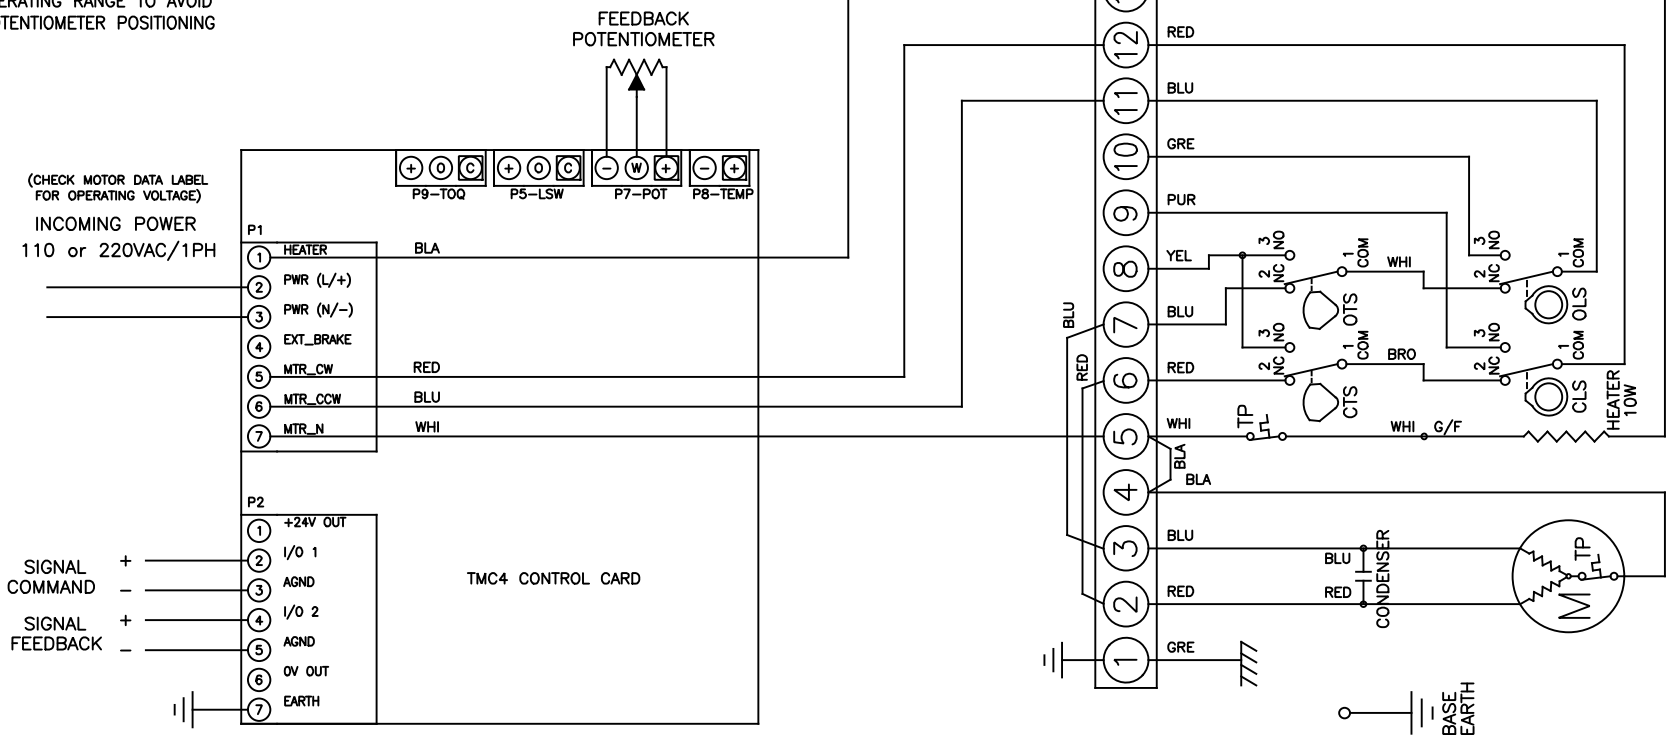 RANGE TO AVOID
POTENTIOMETER POSITIONING
FEEDBACK
POTENTIOMETER
(CHECK MOTOR DATA LABEL
FOR OPERATING VOLTAGE)
INCOMING POWER
110 or 220VAC/1PH
+ O C
+ O C
- W +
- +
P9-TOQ
P5-LSW
P7-POT
P8-TEMP
P1
1 HEATER BLA
2 PWR (L/+)
3 PWR (N/-)
4 EXT_BRAKE
5 MTR_CW RED
6 MTR_CCW BLU
7 MTR_N WHI
P2
1 +24V OUT
2 I/O 1
3 AGND
4 I/O 2
5 AGND
6 0V OUT
7 EARTH
SIGNAL
COMMAND
+
-
SIGNAL
FEEDBACK
+
-
TMC4 CONTROL CARD
12 RED
11 BLU
10 GRE
9 PUR
8 YEL
7 BLU
6 RED
5 WHI
4 BLA
3 BLU
2 RED
1 GRE
BLU
RED
BLA
3 NO
2 NC
1 COM
OTS
WHI
3 NO
2 NC
1 COM
OLS
3 NO
2 NC
1 COM
CTS
BRO
3 NO
2 NC
1 COM
CLS
TP
WHI G/F
HEATER
10W
BLU
RED
CONDENSER
M
TP
BASE
EARTH